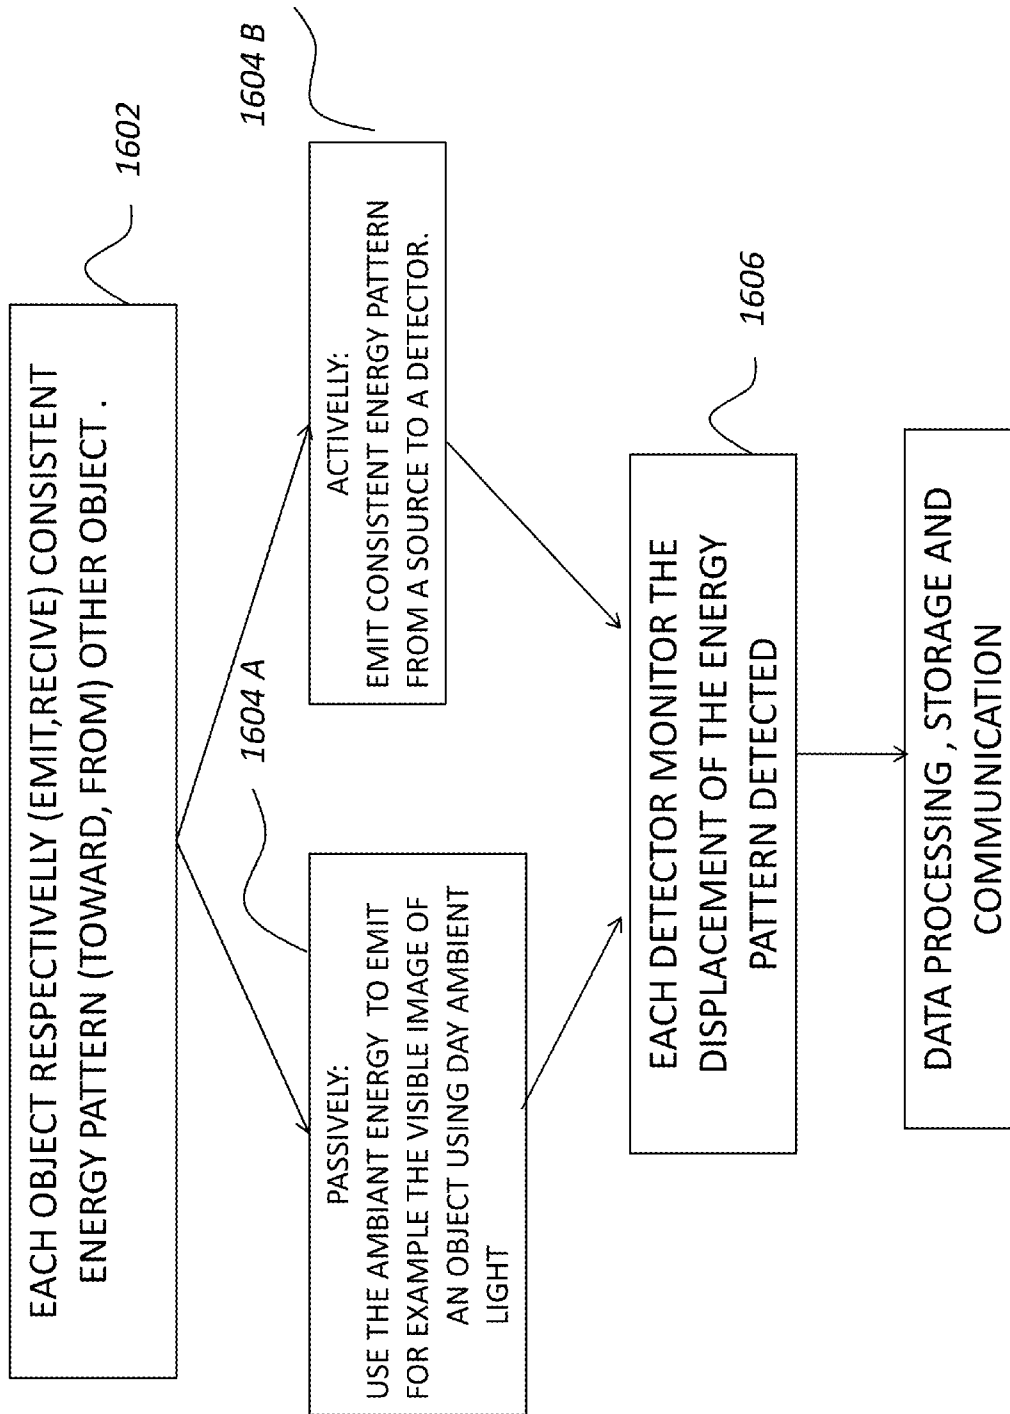 EACH OBJECT RESPECTIVELLY (EMIT,RECIVE) CONSISTENT
ENERGY PATTERN (TOWARD, FROM) OTHER OBJECT .
1602
1604 A
PASSIVELY:
USE THE AMBIANT ENERGY TO EMIT
FOR EXAMPLE THE VISIBLE IMAGE OF
AN OBJECT USING DAY AMBIENT
LIGHT
1604 B
ACTIVELLY:
EMIT CONSISTENT ENERGY PATTERN
FROM A SOURCE TO A DETECTOR.
1606
EACH DETECTOR MONITOR THE
DISPLACEMENT OF THE ENERGY
PATTERN DETECTED
DATA PROCESSING , STORAGE AND
COMMUNICATION